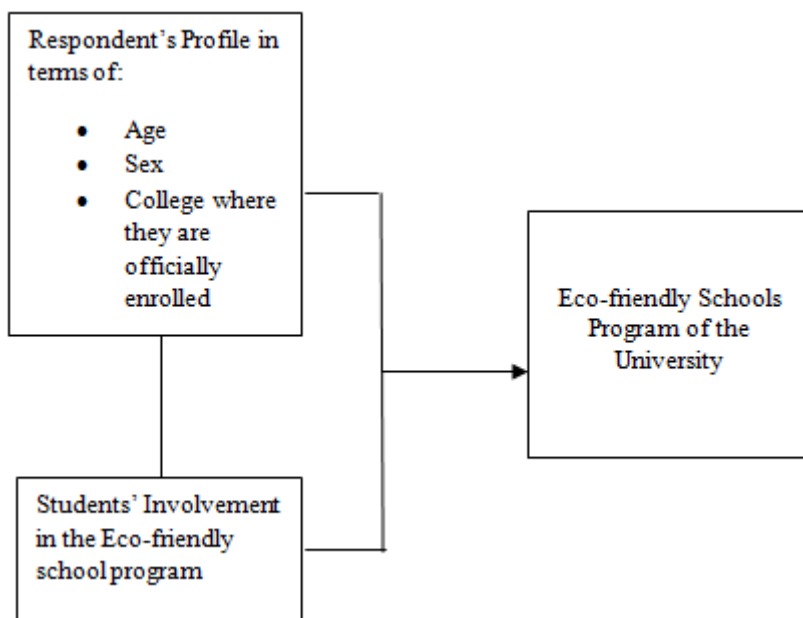 Respondent’s Profile in
terms of:
● Age
● Sex
● College where
they are
officially
enrolled
Eco-friendly Schools
Program of the
University
Students’ Involvement
in the Eco-friendly
school program